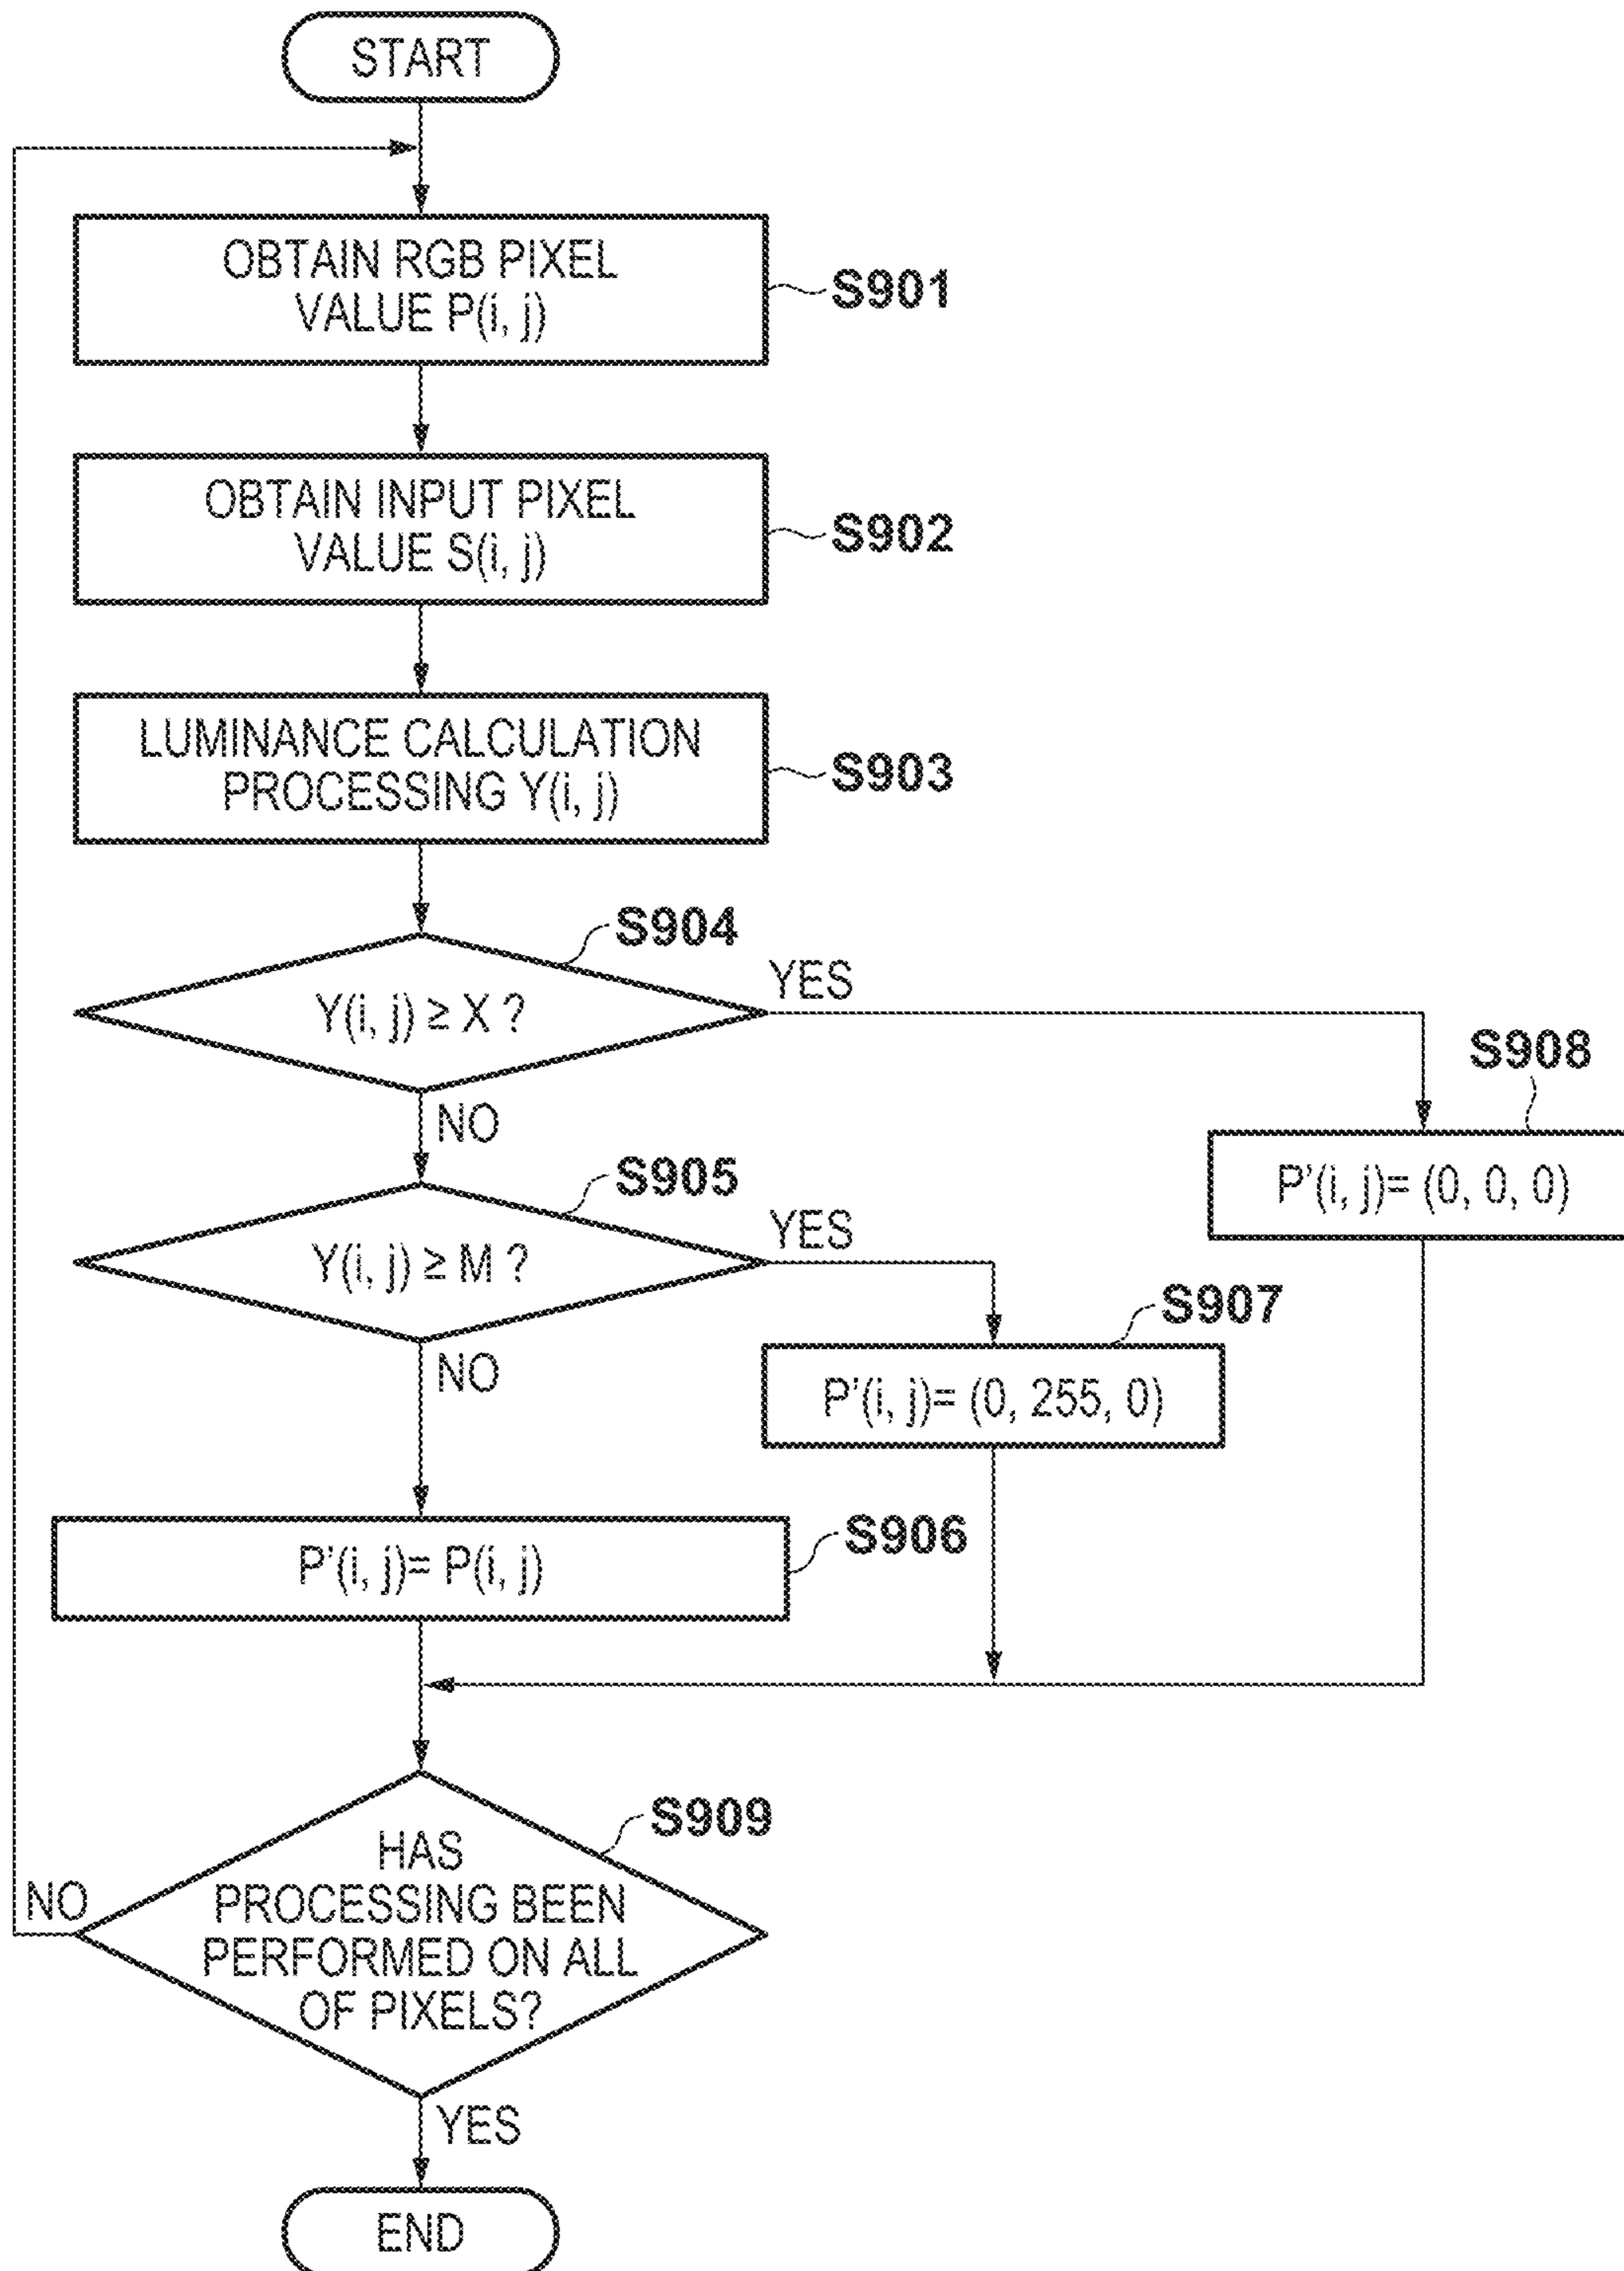 START
OBTAIN RGB PIXEL
VALUE P(i, j)
S901
OBTAIN INPUT PIXEL
VALUE S(i, j)
S902
LUMINANCE CALCULATION
PROCESSING Y(i, j)
S903
S904
Y(i, j) ≥ X ?
YES
NO
S908
P'(i, j)= (0, 0, 0)
S905
Y(i, j) ≥ M ?
YES
NO
S907
P'(i, j)= (0, 255, 0)
S906
P'(i, j)= P(i, j)
S909
HAS
PROCESSING BEEN
PERFORMED ON ALL
OF PIXELS?
NO
YES
END